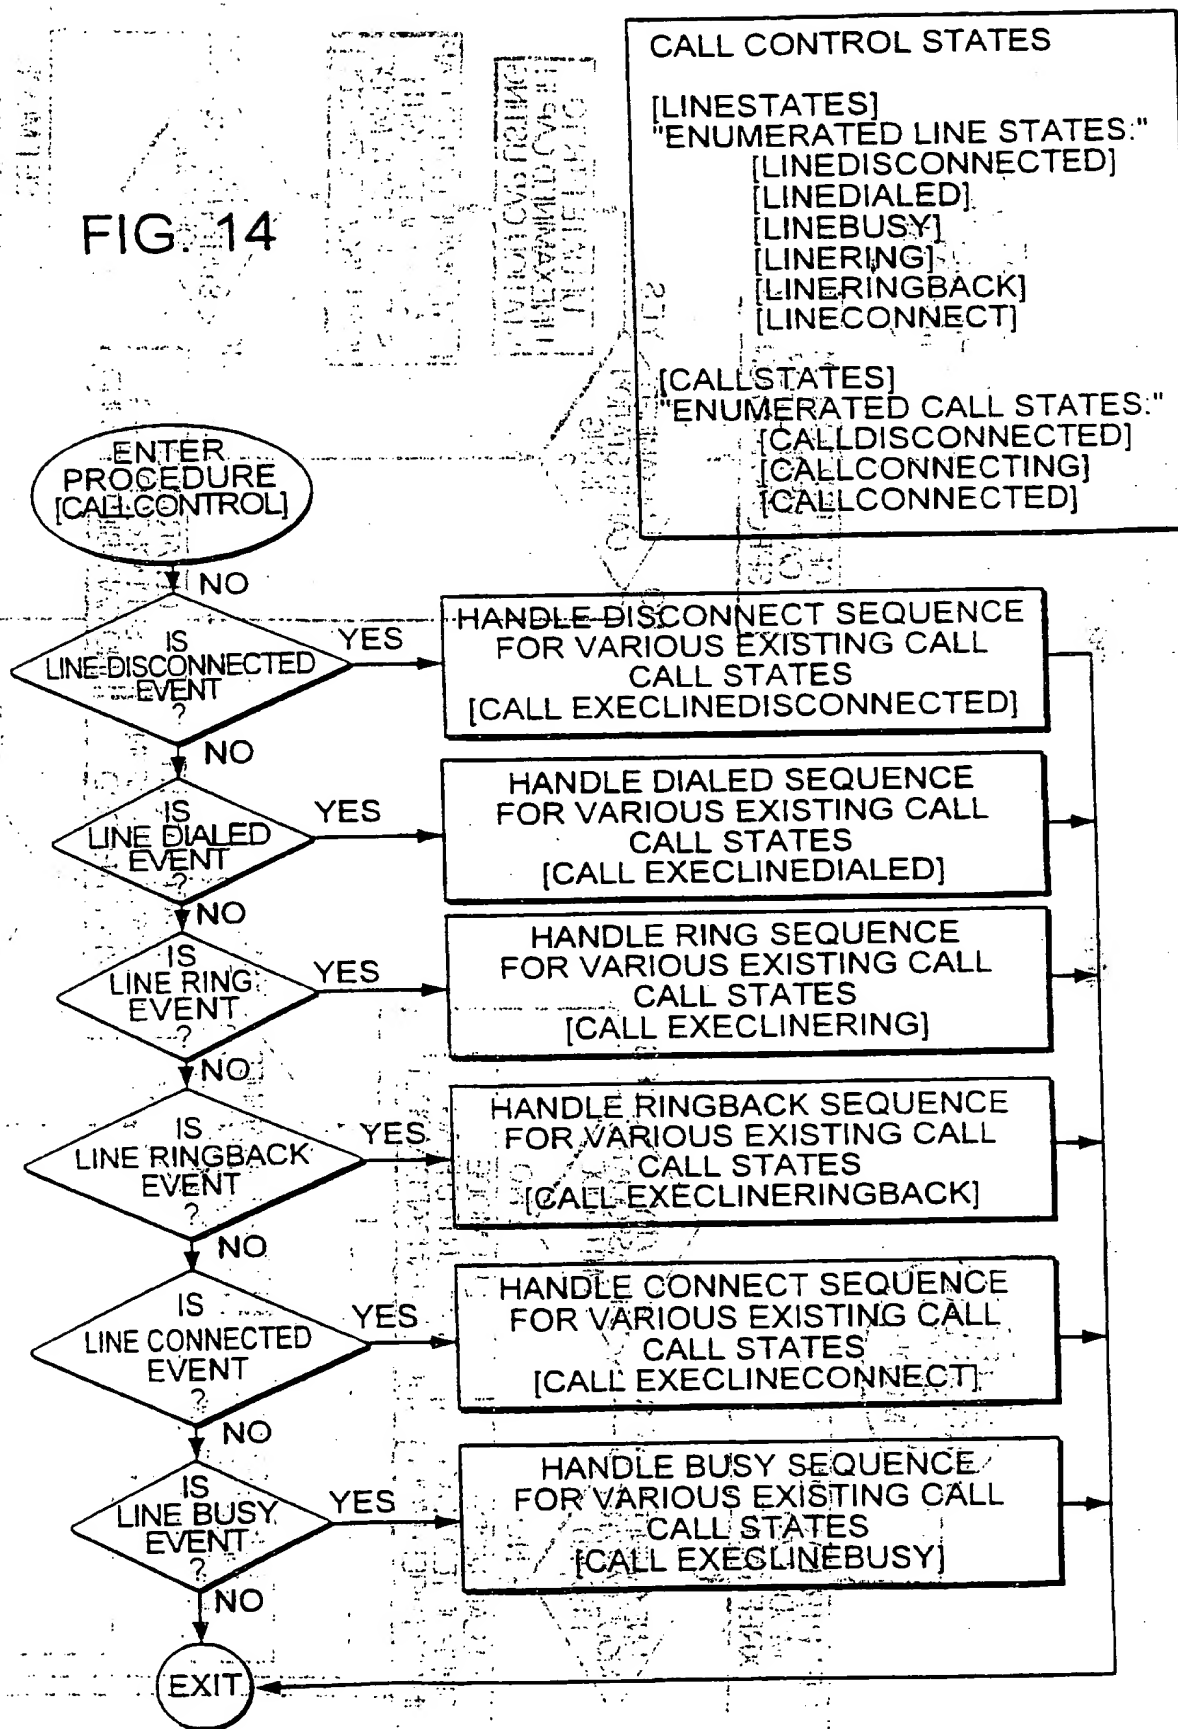 CALL CONTROL STATES
[LINESTATES]
"ENUMERATED LINE STATES:"
[LINEDISCONNECTED]
[LINEDIALED]
[LINEBUSY]
[LINERING]
[LINERINGBACK]
[LINECONNECT]
[CALLSTATES]
"ENUMERATED CALL STATES:"
[CALLDISCONNECTED]
[CALLCONNECTING]
[CALLCONNECTED]
FIG. 14
ENTER
PROCEDURE
[CALLCONTROL]
NO
IS
LINE DISCONNECTED
EVENT
?
YES
HANDLE DISCONNECT SEQUENCE
FOR VARIOUS EXISTING CALL
CALL STATES
[CALL EXECLINEDISCONNECTED]
NO
IS
LINE DIALED
EVENT
?
YES
HANDLE DIALED SEQUENCE
FOR VARIOUS EXISTING CALL
CALL STATES
[CALL EXECLINEDIALED]
NO
IS
LINE RING
EVENT
?
YES
HANDLE RING SEQUENCE
FOR VARIOUS EXISTING CALL
CALL STATES
[CALL EXECLINERING]
NO
IS
LINE RINGBACK
EVENT
?
YES
HANDLE RINGBACK SEQUENCE
FOR VARIOUS EXISTING CALL
CALL STATES
[CALL EXECLINERINGBACK]
NO
IS
LINE CONNECTED
EVENT
?
YES
HANDLE CONNECT SEQUENCE
FOR VARIOUS EXISTING CALL
CALL STATES
[CALL EXECLINECONNECT]
NO
IS
LINE BUSY
EVENT
?
YES
HANDLE BUSY SEQUENCE
FOR VARIOUS EXISTING CALL
CALL STATES
[CALL EXECLINEBUSY]
NO
EXIT